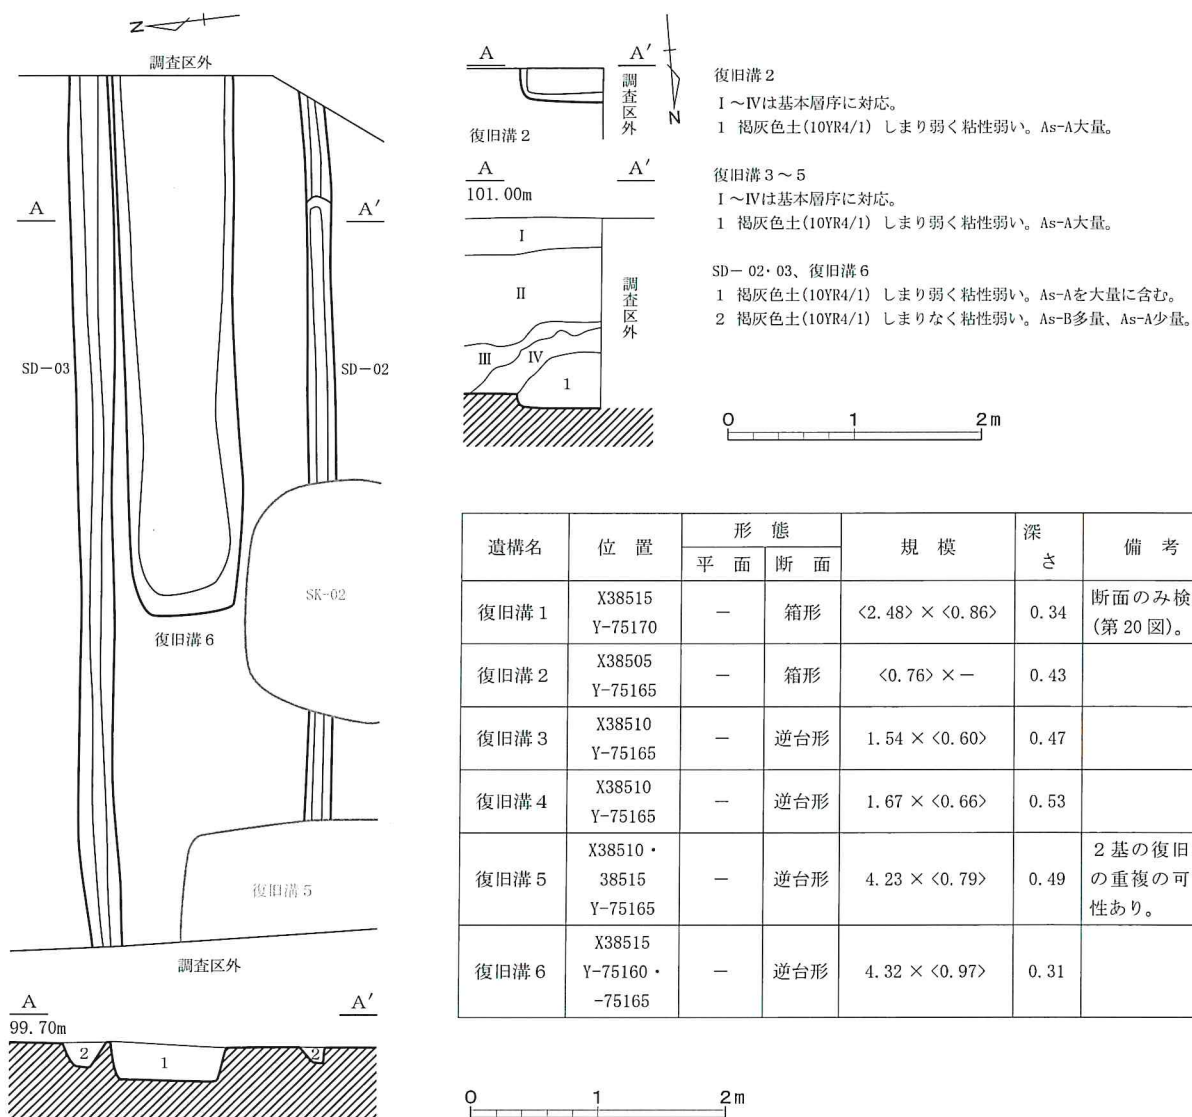 Z
調査区外
A
A′
SD－03
SD－02
SK-02
復旧溝６
復旧溝５
調査区外
A
A′
99.70m
2
1
2
A
A′
調査区外
復旧溝２
N
A
A′
101.00m
Ⅰ
Ⅱ
Ⅲ
Ⅳ
1
調査区外
復旧溝２
Ⅰ～Ⅳは基本層序に対応。
1 褐灰色土(10YR4/1) しまり弱く粘性弱い。As-A大量。
復旧溝３～５
Ⅰ～Ⅳは基本層序に対応。
1 褐灰色土(10YR4/1) しまり弱く粘性弱い。As-A大量。
SD－02・03、復旧溝６
1 褐灰色土(10YR4/1) しまり弱く粘性弱い。As-Aを大量に含む。
2 褐灰色土(10YR4/1) しまりなく粘性弱い。As-B多量、As-A少量。
0 1 2m
遺構名 位置 形態 規模 深さ 備考
平面 断面
復旧溝１ X38515 Y-75170 － 箱形 <2.48> × <0.86> 0.34 断面のみ検
(第 20 図)。
復旧溝２ X38505 Y-75165 － 箱形 <0.76> × － 0.43
復旧溝３ X38510 Y-75165 － 逆台形 1.54 × <0.60> 0.47
復旧溝４ X38510 Y-75165 － 逆台形 1.67 × <0.66> 0.53
復旧溝５ X38510・38515 Y-75165 － 逆台形 4.23 × <0.79> 0.49 ２基の復旧
の重複の可
性あり。
復旧溝６ X38515 Y-75160・-75165 － 逆台形 4.32 × <0.97> 0.31
0 1 2m